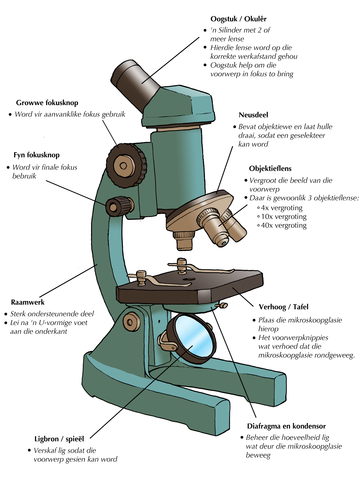 Oogstuk / Okulêr
• 'n Silinder met 2 of
meer lense
• Hierdie lense word op die
korrekte werkafstand gehou
• Oogstuk help om die
voorwerp in fokus to bring
Growwe fokusknop
• Word vir aanvanklike fokus gebruik
Neusdeel
• Bevat objektiewe en laat hulle
draai, sodat een geselekteer
kan word
Fyn fokusknop
• Word vir finale fokus
bebruik
Objektieflens
• Vergroot die beeld van die
voorwerp
• Daar is gewoonlik 3 objektieflense:
4x vergroting
10x vergroting
40x vergroting
Raamwerk
• Sterk ondersteunende deel
• Lei na 'n U-vormige voet
aan die onderkant
Verhoog / Tafel
• Plaas die mikroskoopglasie
hierop
• Het voorwerpknippies
wat verhoed dat die
mikroskoopglasie rondgeweeg.
Diafragma en kondensor
• Beheer die hoeveelheid lig
wat deur die mikroskoopglasie
beweeg
Ligbron / spieël
• Verskaf lig sodat die
voorwerp gesien kan word